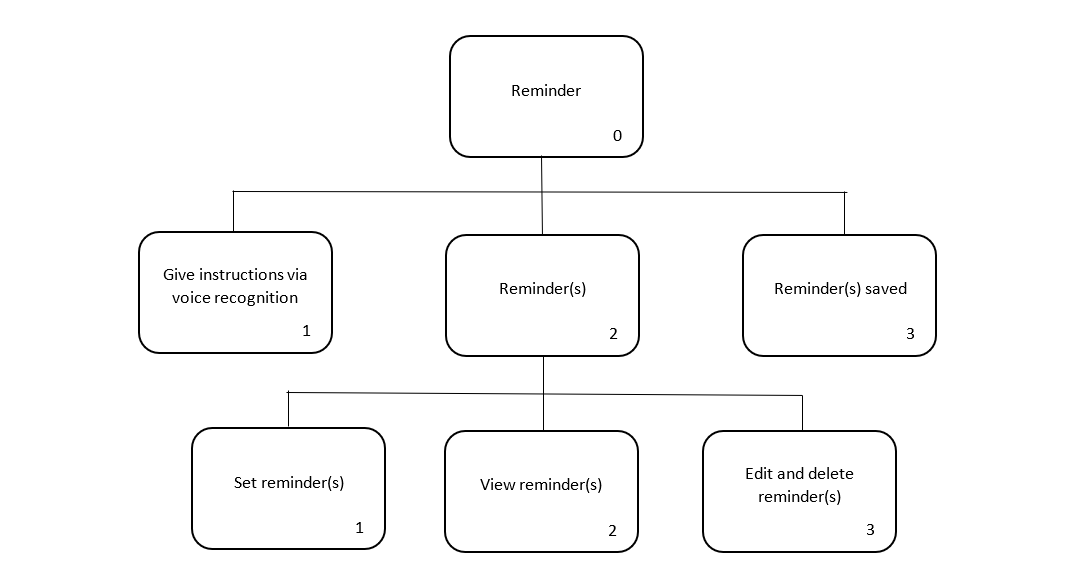 Reminder
0
Give instructions via
voice recognition
1
Reminder(s)
2
Reminder(s) saved
3
Set reminder(s)
1
View reminder(s)
2
Edit and delete
reminder(s)
3